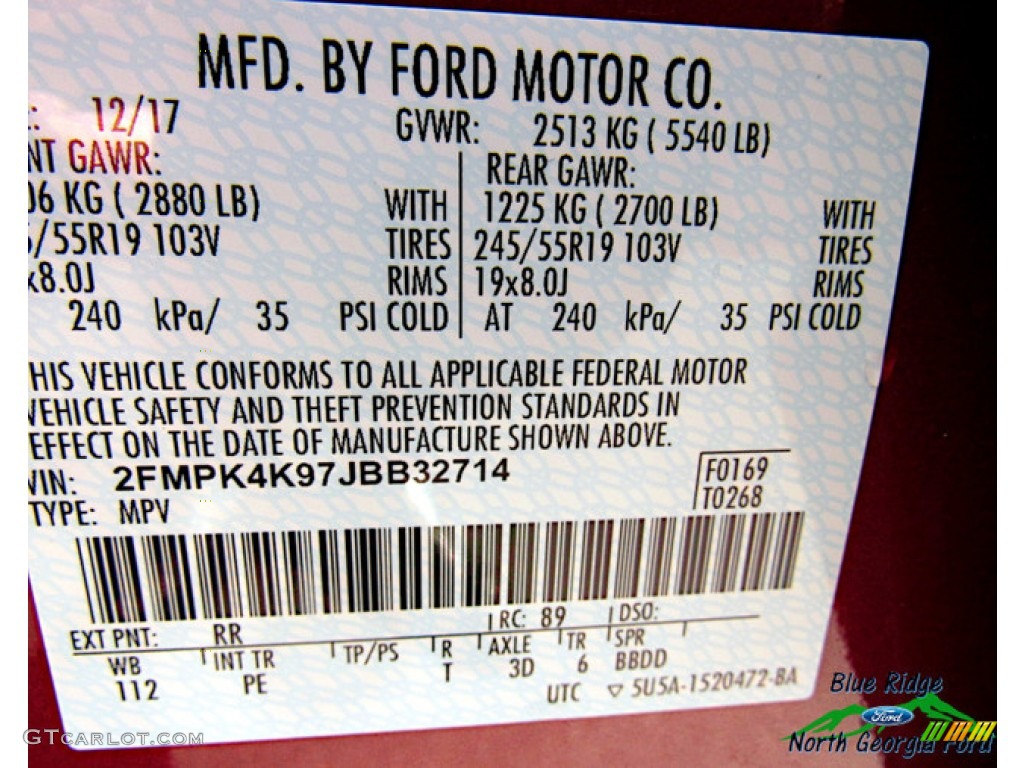 MFD. BY FORD MOTOR CO.
: 12/17 GVWR: 2513 KG ( 5540 LB)
NT GAWR: REAR GAWR:
06 KG ( 2880 LB) WITH 1225 KG ( 2700 LB) WITH
/55R19 103V TIRES 245/55R19 103V TIRES
x8.0J RIMS 19x8.0J RIMS
240 kPa/ 35 PSI COLD AT 240 kPa/ 35 PSI COLD
HIS VEHICLE CONFORMS TO ALL APPLICABLE FEDERAL MOTOR
VEHICLE SAFETY AND THEFT PREVENTION STANDARDS IN
EFFECT ON THE DATE OF MANUFACTURE SHOWN ABOVE.
VIN: 2FMPK4K97JBB32714 F0169
TYPE: MPV T0268
EXT PNT: RR RC: 89 DSO:
WB INT TR TP/PS R AXLE TR SPR
112 PE T 3D 6 BBDD
UTC ▽ 5U5A-1520472-BA
GTcarlot.com
Blue Ridge
Ford
North Georgia Ford